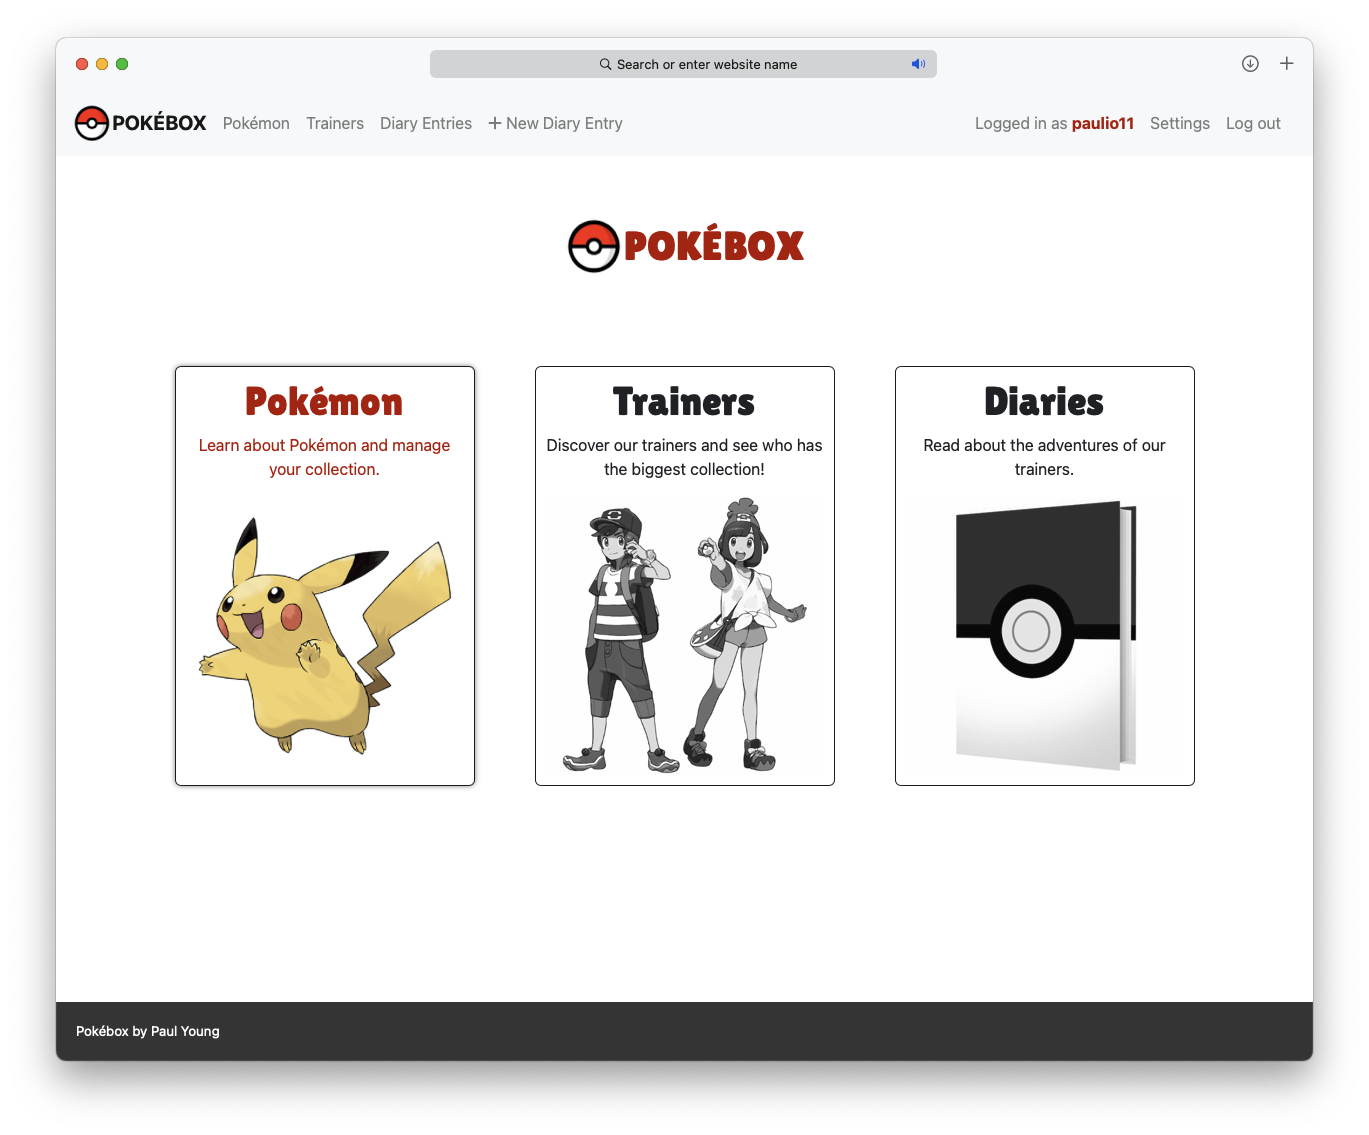 Search or enter website name
POKÉBOX Pokémon Trainers Diary Entries + New Diary Entry Logged in as paulio11 Settings Log out
POKÉBOX
Pokémon
Learn about Pokémon and manage
your collection.
Trainers
Discover our trainers and see who has
the biggest collection!
Diaries
Read about the adventures of our
trainers.
Pokébox by Paul Young